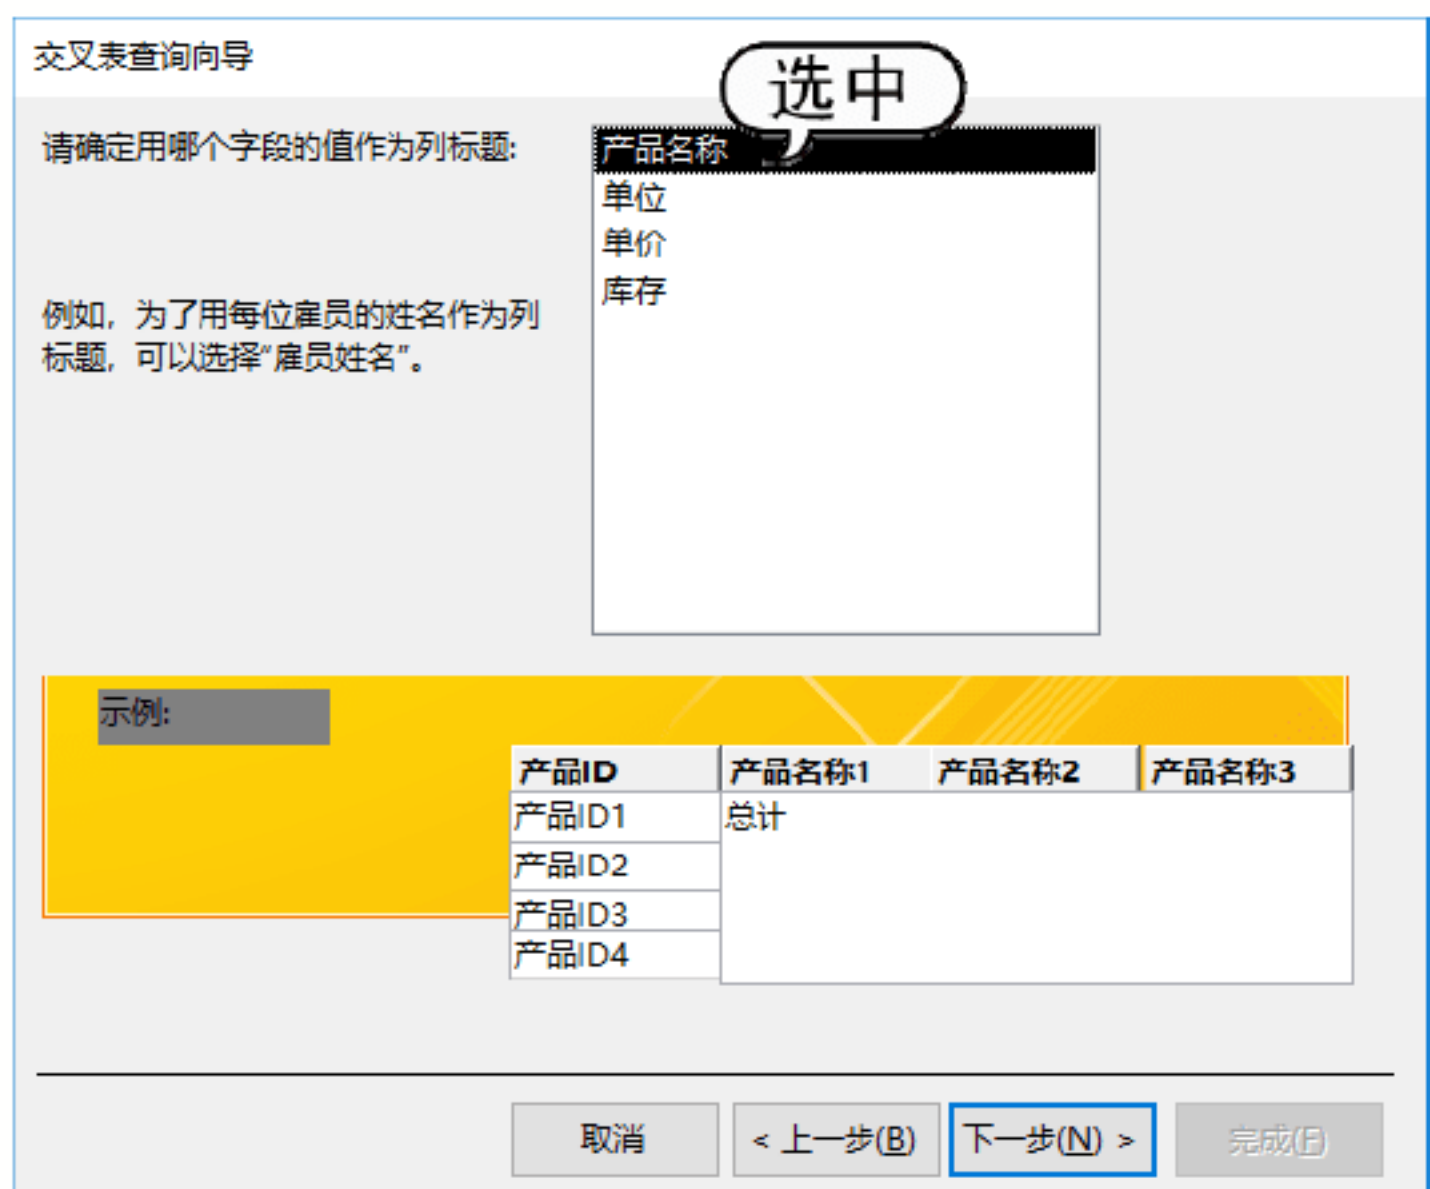 交叉表查询向导
选中
请确定用哪个字段的值作为列标题:
产品名称
单位
单价
库存
例如，为了用每位雇员的姓名作为列
标题，可以选择“雇员姓名”。
示例:
产品ID 产品名称1 产品名称2 产品名称3
产品ID1 总计
产品ID2
产品ID3
产品ID4
取消 < 上一步(B) 下一步(N) > 完成(F)